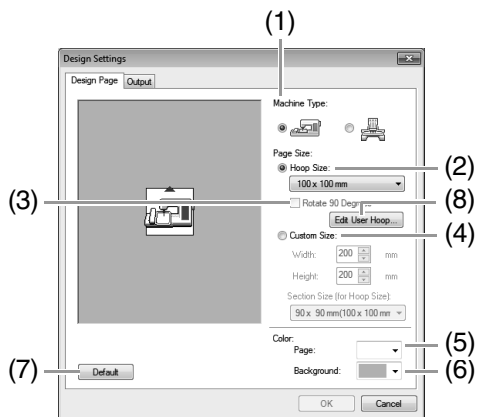 (1)
Design Settings
Design Page Output
Machine Type:
Page Size:
Hoop Size:
(2)
100 x 100 mm
(3)
Rotate 90 Degrees
(8)
Edit User Hoop...
Custom Size:
(4)
Width: 200 mm
Height: 200 mm
Section Size (for Hoop Size):
90 x 90 mm(100 x 100 mm
Color:
Page:
(5)
(7)
Default
Background:
(6)
OK Cancel